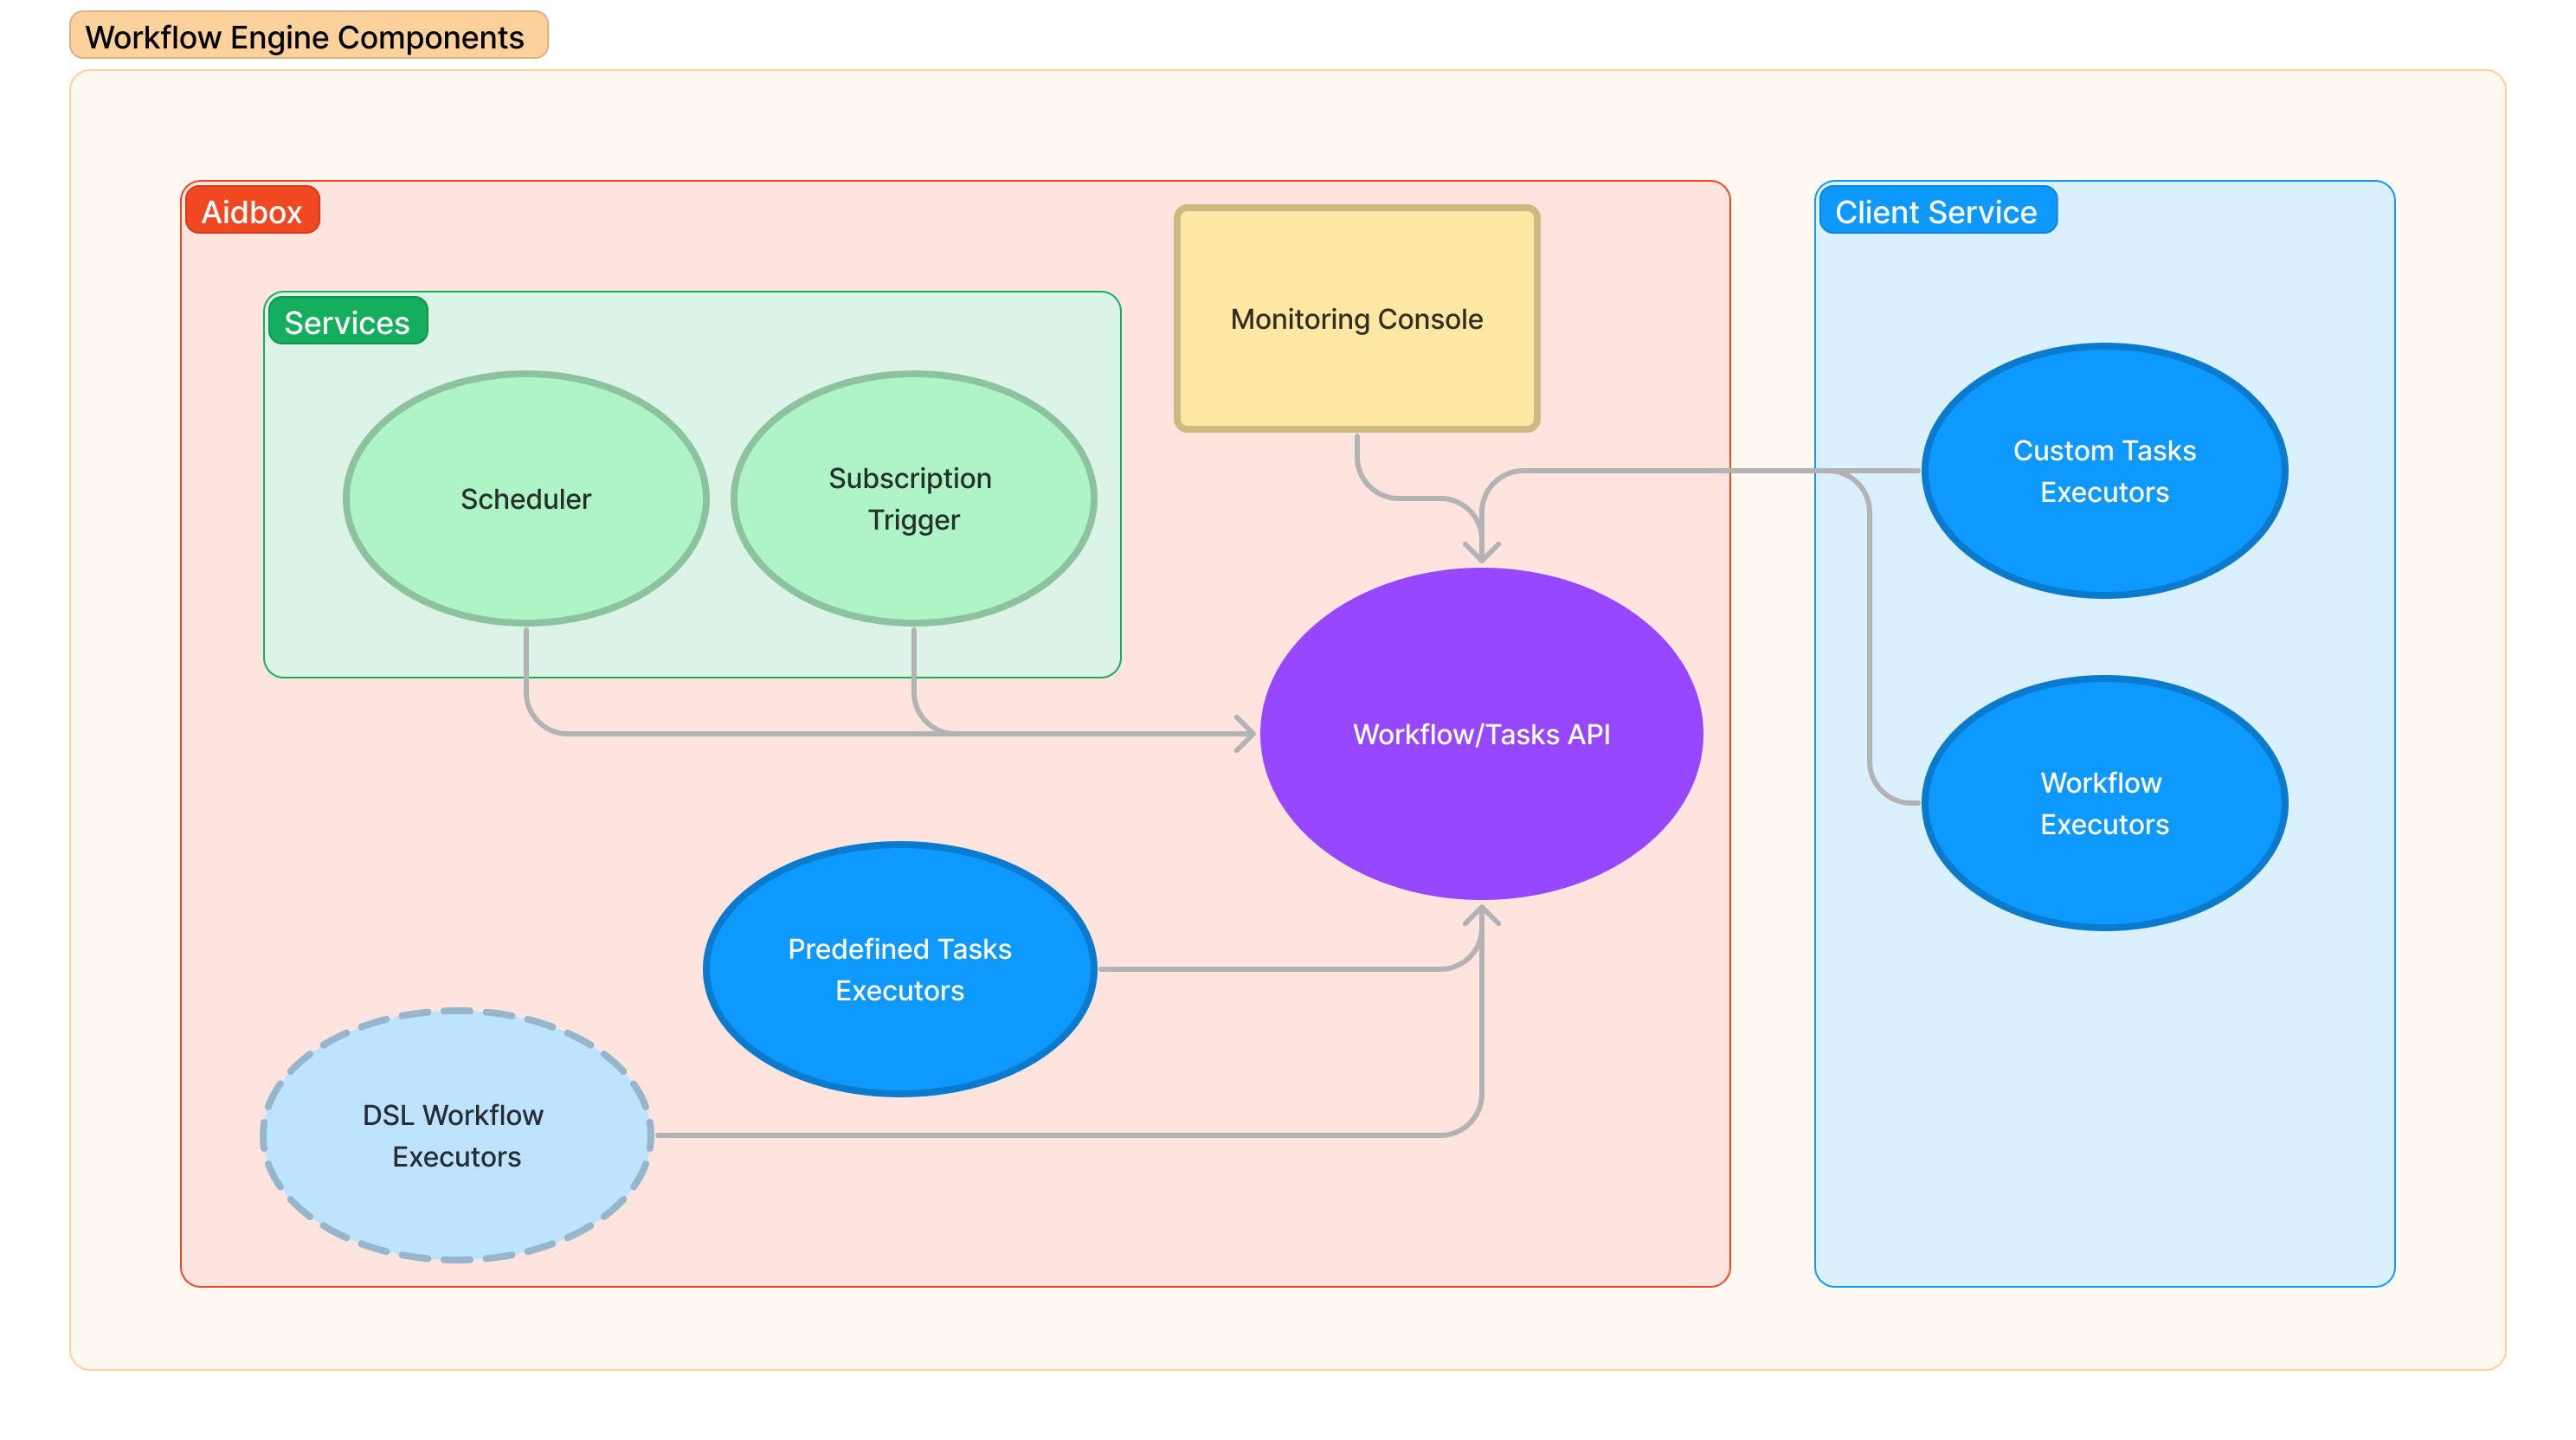 Workflow Engine Components
Aidbox
Client Service
Services
Monitoring Console
Scheduler
Subscription
Trigger
Custom Tasks
Executors
Workflow/Tasks API
Workflow
Executors
Predefined Tasks
Executors
DSL Workflow
Executors